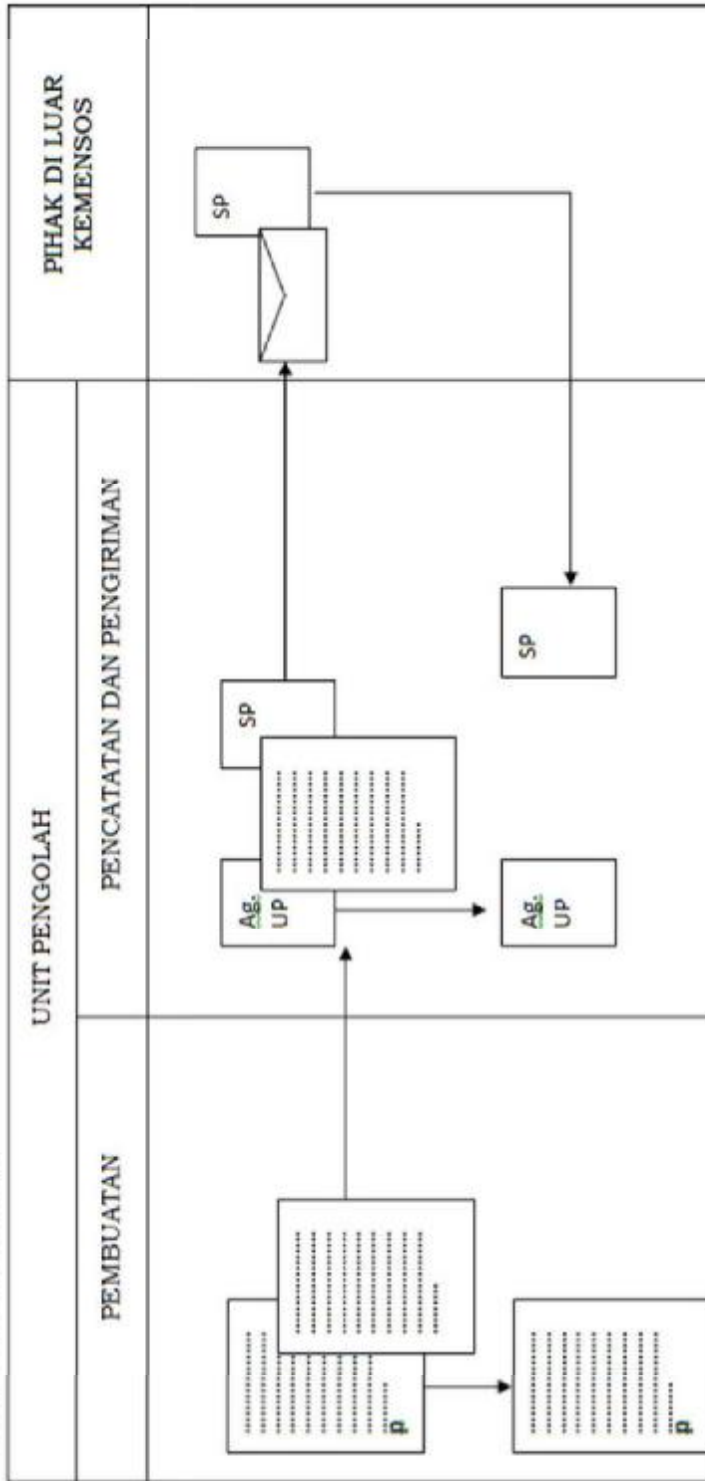 UNIT PENGOLAH
PIHAK DI LUAR
KEMENSOS
PEMBUATAN
PENCATATAN DAN PENGIRIMAN
p
Ag.
UP
SP
SP
p
Ag.
UP
SP